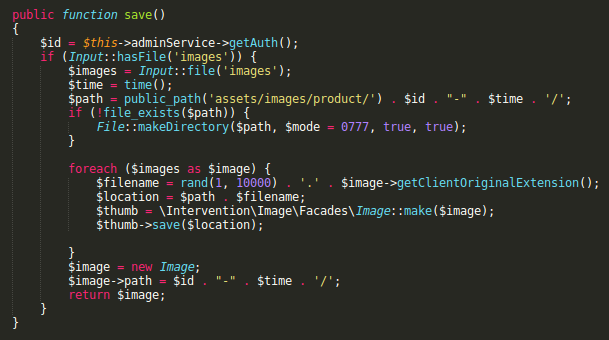 public function save()
{
    $id = $this->adminService->getAuth();
    if (Input::hasFile('images')) {
        $images = Input::file('images');
        $time = time();
        $path = public_path('assets/images/product/') . $id . "-" . $time . '/';
        if (!file_exists($path)) {
            File::makeDirectory($path, $mode = 0777, true, true);
        }

        foreach ($images as $image) {
            $filename = rand(1, 10000) . '.' . $image->getClientOriginalExtension();
            $location = $path . $filename;
            $thumb = \Intervention\Image\Facades\Image::make($image);
            $thumb->save($location);

        }
        $image = new Image;
        $image->path = $id . "-" . $time . '/';
        return $image;
    }
}